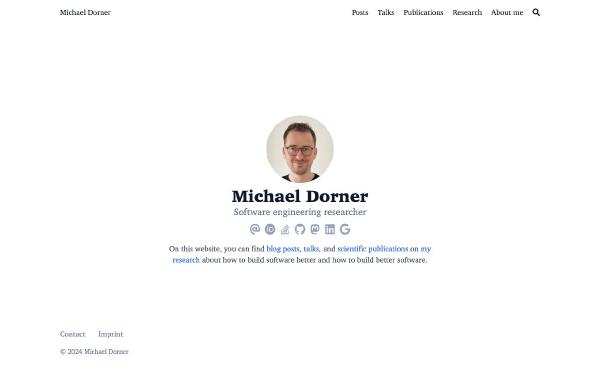 Michael Dorner
Posts Talks Publications Research About me
Michael Dorner
Software engineering researcher
On this website, you can find blog posts, talks, and scientific publications on my
research about how to build software better and how to build better software.
Contact Imprint
© 2024 Michael Dorner